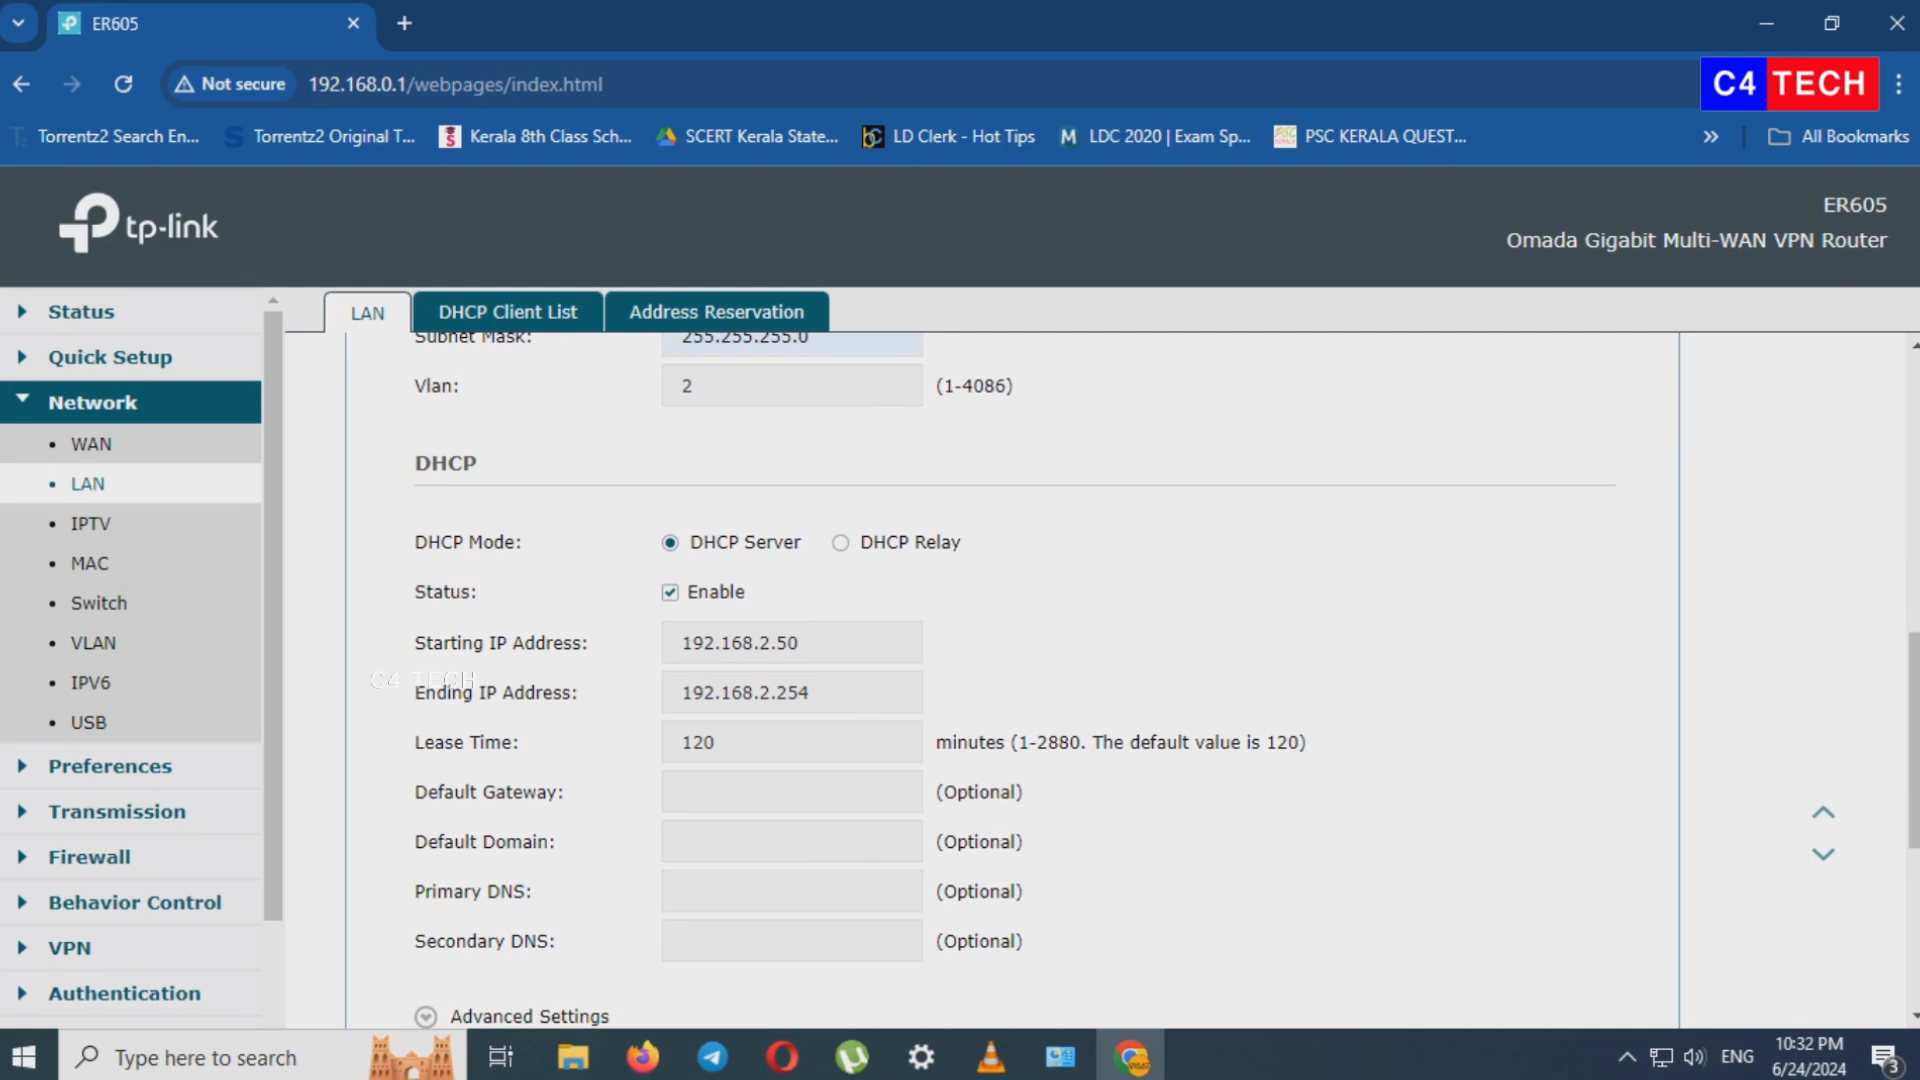 ER605
Not secure
192.168.0.1/webpages/index.html
C4 TECH
Torrentz2 Search En...
Torrentz2 Original T...
Kerala 8th Class Sch...
SCERT Kerala State...
LD Clerk - Hot Tips
LDC 2020 | Exam Sp...
PSC KERALA QUEST...
All Bookmarks
tp-link
ER605
Omada Gigabit Multi-WAN VPN Router
Status
Quick Setup
Network
WAN
LAN
IPTV
MAC
Switch
VLAN
IPV6
USB
Preferences
Transmission
Firewall
Behavior Control
VPN
Authentication
LAN
DHCP Client List
Address Reservation
Subnet Mask: 255.255.255.0
Vlan: 2 (1-4086)
DHCP
DHCP Mode: DHCP Server DHCP Relay
Status: Enable
Starting IP Address: 192.168.2.50
C4 TECH
Ending IP Address: 192.168.2.254
Lease Time: 120 minutes (1-2880. The default value is 120)
Default Gateway: (Optional)
Default Domain: (Optional)
Primary DNS: (Optional)
Secondary DNS: (Optional)
Advanced Settings
Type here to search
ENG
10:32 PM
6/24/2024
3